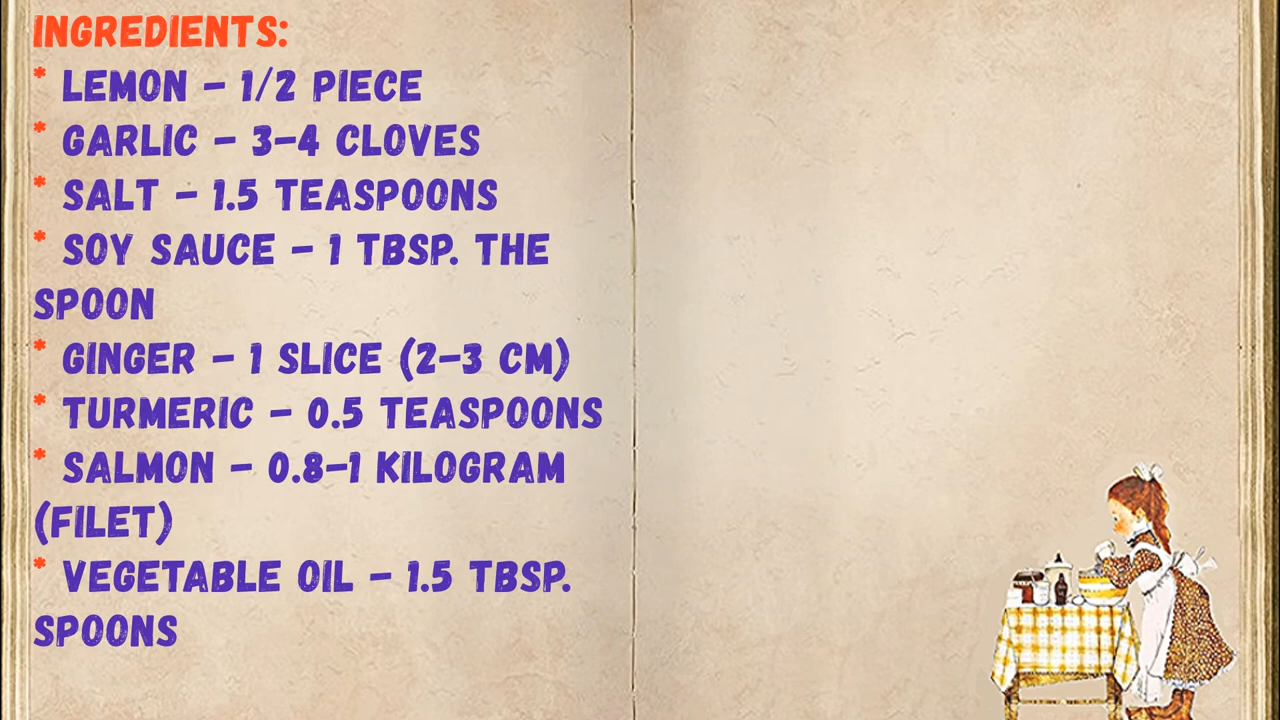 INGREDIENTS:
* LEMON – 1/2 PIECE
* GARLIC – 3–4 CLOVES
* SALT – 1.5 TEASPOONS
* SOY SAUCE – 1 TBSP. THE
SPOON
* GINGER – 1 SLICE (2–3 CM)
* TURMERIC – 0.5 TEASPOONS
* SALMON – 0.8–1 KILOGRAM
(FILET)
* VEGETABLE OIL – 1.5 TBSP.
SPOONS